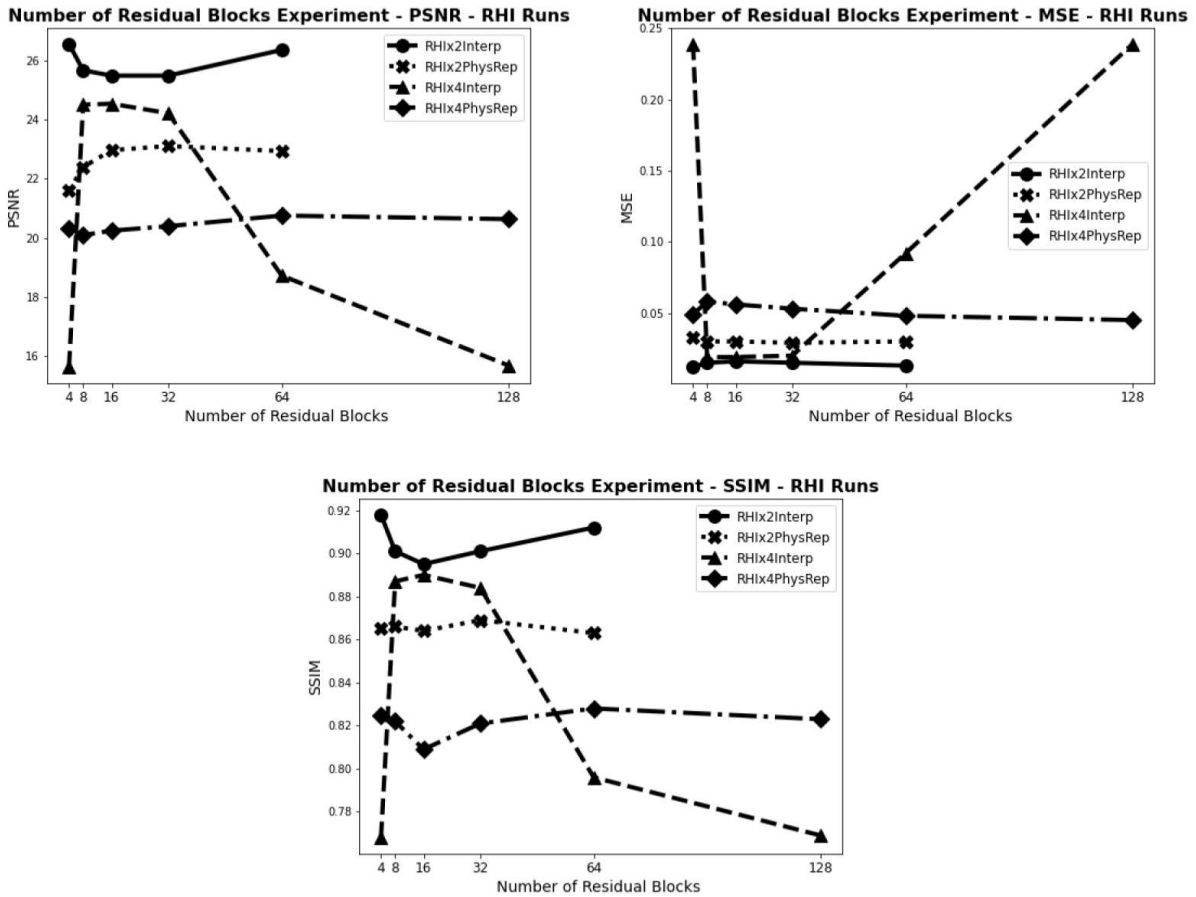 Number of Residual Blocks Experiment - PSNR - RHI Runs
26
24
22
20
18
16
PSNR
RHIx2Interp
RHIx2PhysRep
RHIx4Interp
RHIx4PhysRep
4 8 16 32 64 128
Number of Residual Blocks
Number of Residual Blocks Experiment - MSE - RHI Runs
0.25
0.20
0.15
0.10
0.05
MSE
RHIx2Interp
RHIx2PhysRep
RHIx4Interp
RHIx4PhysRep
4 8 16 32 64 128
Number of Residual Blocks
Number of Residual Blocks Experiment - SSIM - RHI Runs
0.92
0.90
0.88
0.86
0.84
0.82
0.80
0.78
SSIM
RHIx2Interp
RHIx2PhysRep
RHIx4Interp
RHIx4PhysRep
4 8 16 32 64 128
Number of Residual Blocks